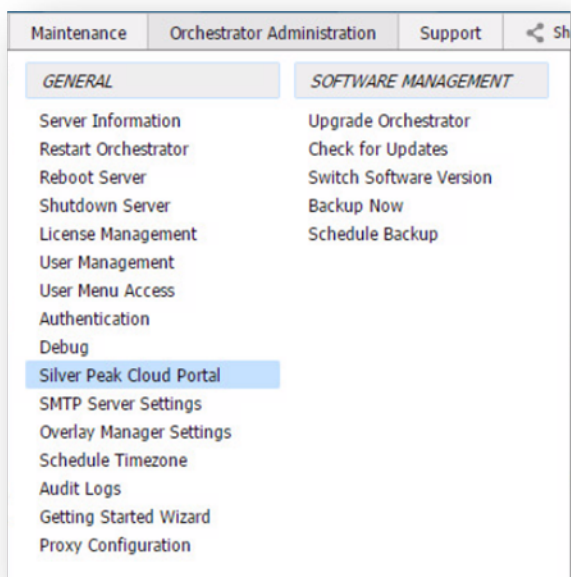 Maintenance Orchestrator Administration Support Sh
GENERAL
Server Information
Restart Orchestrator
Reboot Server
Shutdown Server
License Management
User Management
User Menu Access
Authentication
Debug
Silver Peak Cloud Portal
SMTP Server Settings
Overlay Manager Settings
Schedule Timezone
Audit Logs
Getting Started Wizard
Proxy Configuration
SOFTWARE MANAGEMENT
Upgrade Orchestrator
Check for Updates
Switch Software Version
Backup Now
Schedule Backup